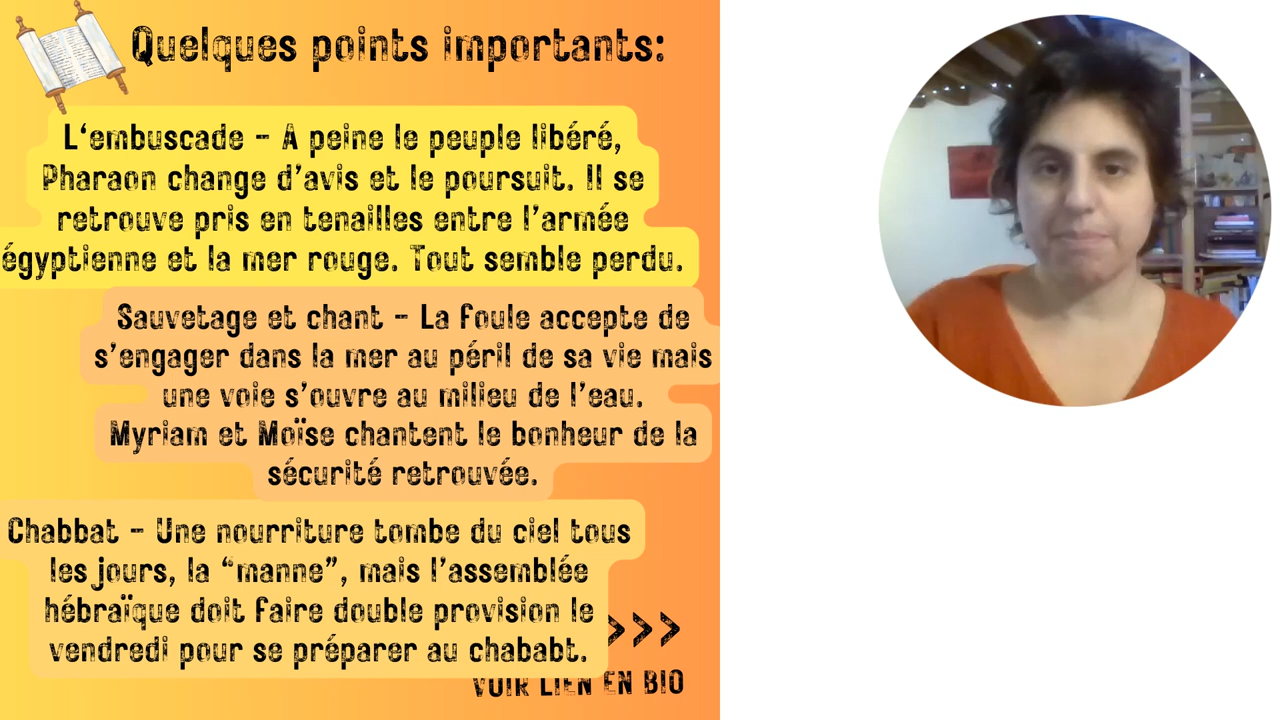 Quelques points importants:
L‘embuscade - A peine le peuple libéré,
Pharaon change d’avis et le poursuit. Il se
retrouve pris en tenailles entre l’armée
égyptienne et la mer rouge. Tout semble perdu.
Sauvetage et chant - La foule accepte de
s’engager dans la mer au péril de sa vie mais
une voie s’ouvre au milieu de l’eau.
Myriam et Moïse chantent le bonheur de la
sécurité retrouvée.
Chabbat - Une nourriture tombe du ciel tous
les jours, la “manne”, mais l’assemblée
hébraïque doit faire double provision le
vendredi pour se préparer au chababt.
>>>
VOIR LIEN EN BIO